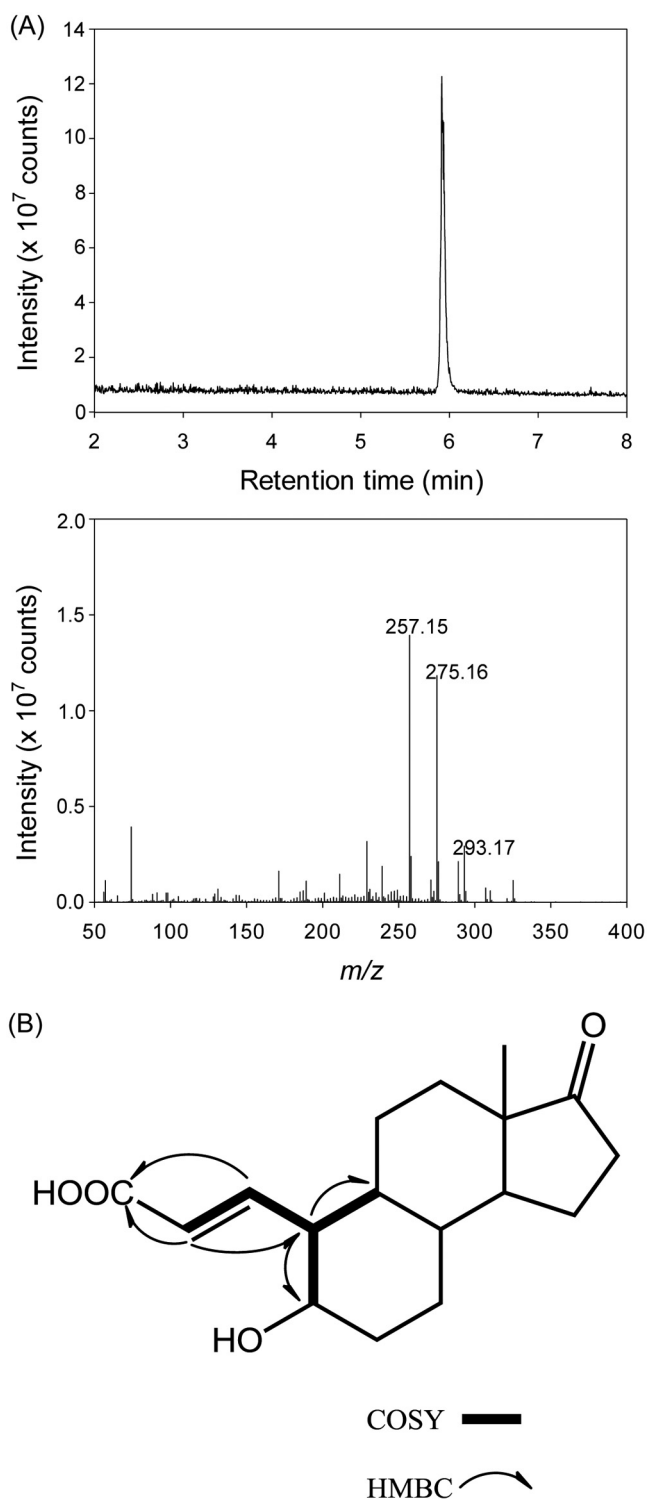 (A)
14
12
10
8
6
4
2
0
Intensity (x 10⁷ counts)
2 3 4 5 6 7 8
Retention time (min)
2.0
1.5
1.0
0.5
0.0
Intensity (x 10⁷ counts)
257.15
275.16
293.17
50 100 150 200 250 300 350 400
m/z
(B)
O
HOOC
HO
COSY
HMBC